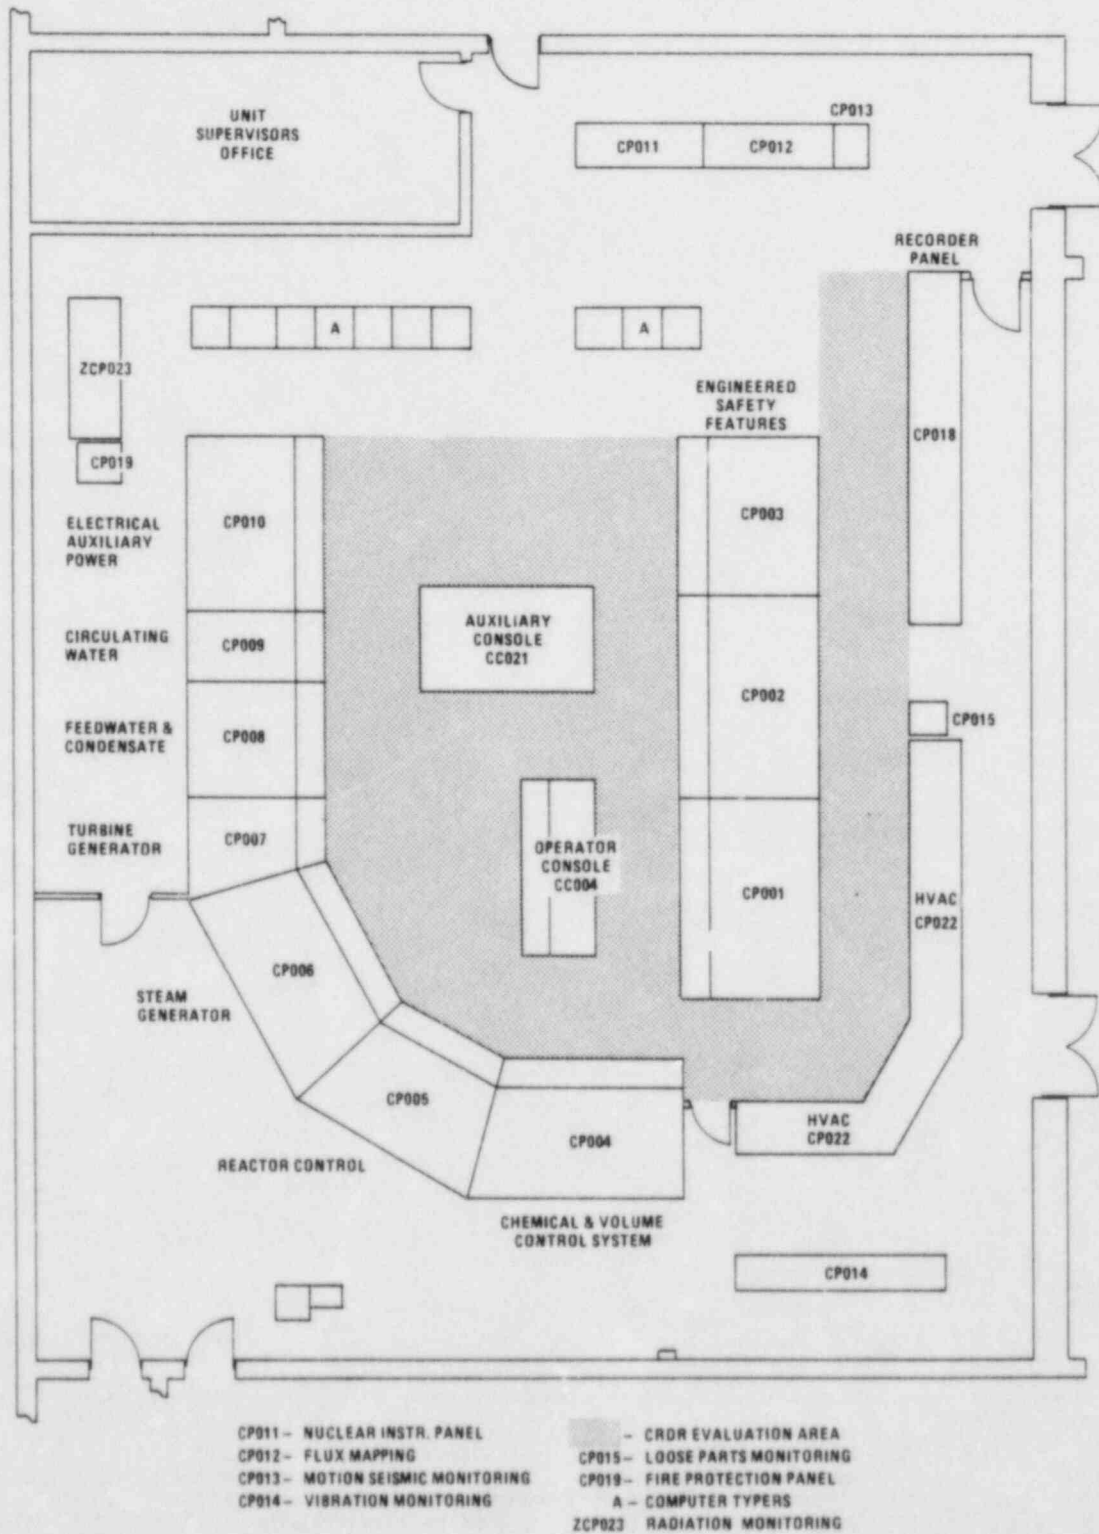 UNIT
SUPERVISORS
OFFICE
CP013
CP011
CP012
RECORDER
PANEL
A
A
ZCP023
ENGINEERED
SAFETY
FEATURES
CP018
CP019
ELECTRICAL
AUXILIARY
POWER
CP010
CP003
CIRCULATING
WATER
CP009
AUXILIARY
CONSOLE
CC021
CP002
FEEDWATER &
CONDENSATE
CP008
CP015
TURBINE
GENERATOR
CP007
OPERATOR
CONSOLE
CC004
CP001
HVAC
CP022
STEAM
GENERATOR
CP006
CP005
CP004
HVAC
CP022
REACTOR CONTROL
CHEMICAL & VOLUME
CONTROL SYSTEM
CP014
CP011 – NUCLEAR INSTR. PANEL
CP012 – FLUX MAPPING
CP013 – MOTION SEISMIC MONITORING
CP014 – VIBRATION MONITORING
– CRDR EVALUATION AREA
CP015 – LOOSE PARTS MONITORING
CP019 – FIRE PROTECTION PANEL
A – COMPUTER TYPERS
ZCP023 RADIATION MONITORING